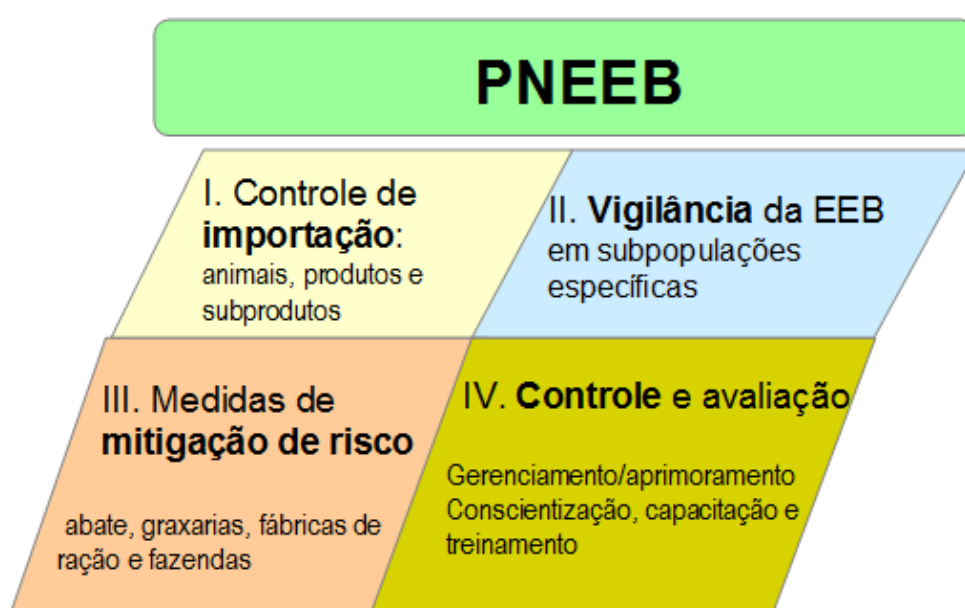 PNEEB
I. Controle de
importação:
animais, produtos e
subprodutos
II. Vigilância da EEB
em subpopulações
específicas
III. Medidas de
mitigação de risco
abate, graxarias, fábricas de
ração e fazendas
IV. Controle e avaliação
Gerenciamento/aprimoramento
Conscientização, capacitação e
treinamento